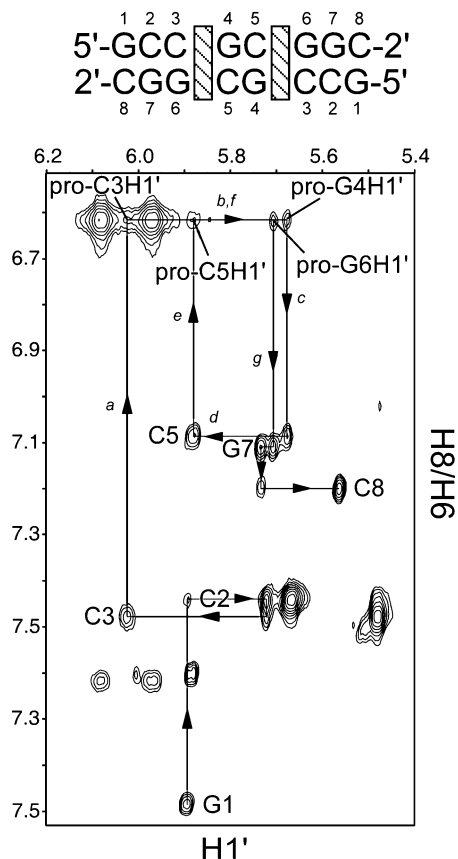 1 2 3 4 5 6 7 8
5'-GCC GC GGC-2'
2'-CGG CG CCG-5'
8 7 6 5 4 3 2 1
6.2 6.0 5.8 5.6 5.4
pro-C3H1' b,f pro-G4H1'
6.7
pro-C5H1' pro-G6H1'
e c
g
6.9
a
d
C5 G7
7.1
C8
7.3
H8/H6
C2
C3
7.5
7.3
G1
7.5
H1'